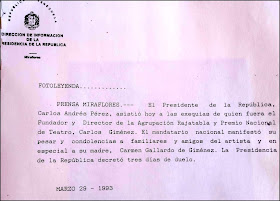 DIRECCION DE INFORMACION
DE LA
PRESIDENCIA DE LA REPUBLICA
Miraflores
FOTOLEYENDA.............
PRENSA MIRAFLORES.--- El Presidente de la República,
Carlos Andrés Pérez, asistió hoy a las exequias de quien fuera el
Fundador y Director de la Agrupación Rajatabla y Premio Nacional
de Teatro, Carlos Giménez. El mandatario nacional manifestó su
pesar y condolencias a familiares y amigos del artista y en
especial a su madre, Carmen Gallardo de Giménez. La Presidencia
de la República decretó tres días de duelo.
MARZO 29 - 1993